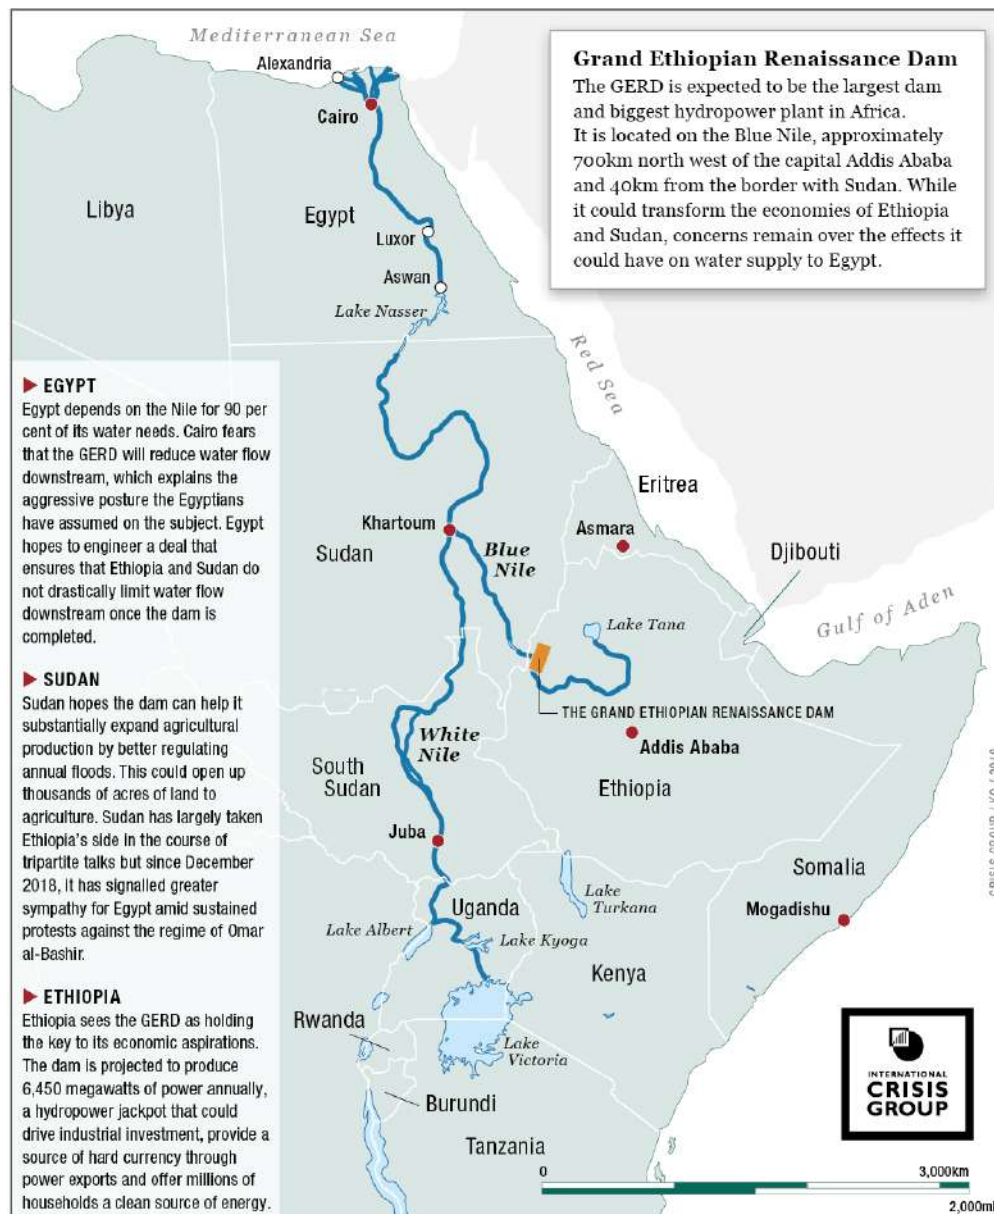 Mediterranean Sea
Alexandria
Cairo
Libya
Egypt
Luxor
Aswan
Lake Nasser
Grand Ethiopian Renaissance Dam
The GERD is expected to be the largest dam
and biggest hydropower plant in Africa.
It is located on the Blue Nile, approximately
700km north west of the capital Addis Ababa
and 40km from the border with Sudan. While
it could transform the economies of Ethiopia
and Sudan, concerns remain over the effects it
could have on water supply to Egypt.
Red Sea
EGYPT
Egypt depends on the Nile for 90 per
cent of its water needs. Cairo fears
that the GERD will reduce water flow
downstream, which explains the
aggressive posture the Egyptians
have assumed on the subject. Egypt
hopes to engineer a deal that
ensures that Ethiopia and Sudan do
not drastically limit water flow
downstream once the dam is
completed.
SUDAN
Sudan hopes the dam can help it
substantially expand agricultural
production by better regulating
annual floods. This could open up
thousands of acres of land to
agriculture. Sudan has largely taken
Ethiopia's side in the course of
tripartite talks but since December
2018, it has signalled greater
sympathy for Egypt amid sustained
protests against the regime of Omar
al-Bashir.
ETHIOPIA
Ethiopia sees the GERD as holding
the key to its economic aspirations.
The dam is projected to produce
6,450 megawatts of power annually,
a hydropower jackpot that could
drive industrial investment, provide a
source of hard currency through
power exports and offer millions of
households a clean source of energy.
Khartoum
Sudan
Blue
Nile
Eritrea
Asmara
Djibouti
Gulf of Aden
Lake Tana
THE GRAND ETHIOPIAN RENAISSANCE DAM
Addis Ababa
Ethiopia
White
Nile
South
Sudan
Juba
Somalia
Mogadishu
Lake
Turkana
Uganda
Lake Albert
Lake Kyoga
Kenya
Rwanda
Lake
Victoria
Burundi
Tanzania
INTERNATIONAL
CRISIS
GROUP
0
3,000km
2,000mi